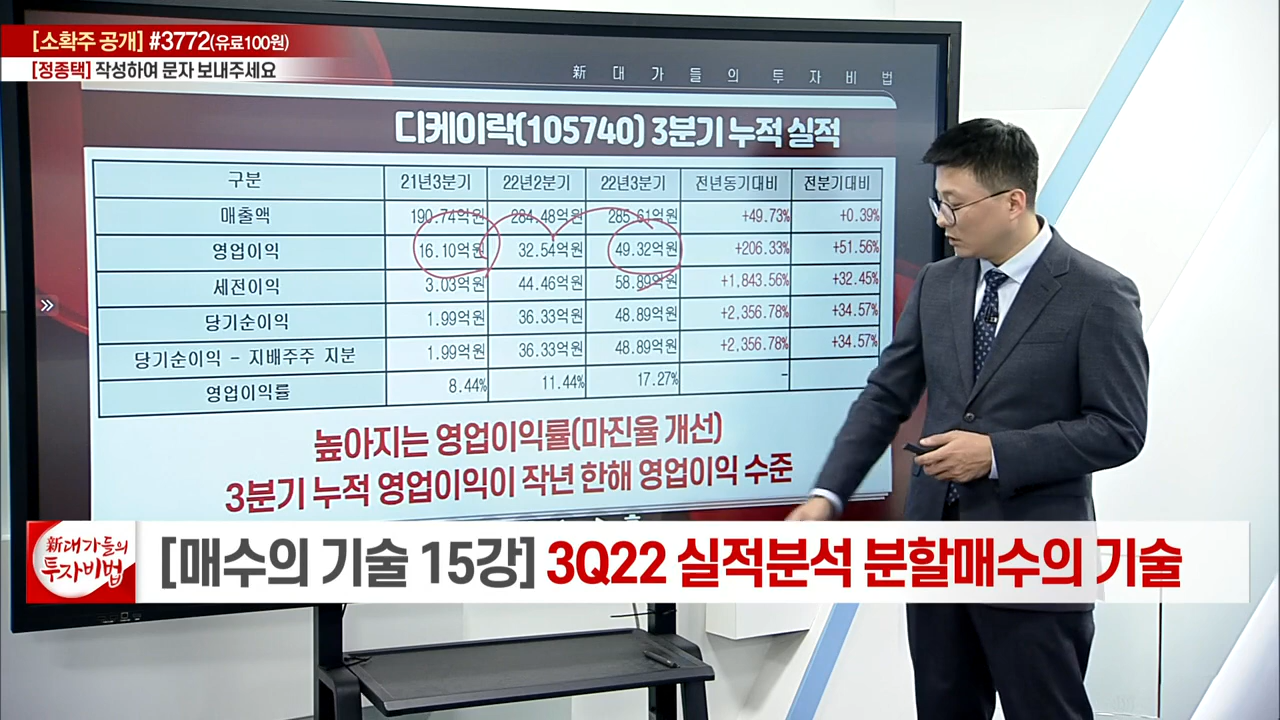 [소확주 공개] #3772(유료100원)
[정종택] 작성하여 문자 보내주세요
新 대 가 들 의 투 자 비 법
디케이락(105740) 3분기 누적 실적
구분 21년3분기 22년2분기 22년3분기 전년동기대비 전분기대비
매출액 190.74억원 284.48억원 285.61억원 +49.73% +0.39%
영업이익 16.10억원 32.54억원 49.32억원 +206.33% +51.56%
세전이익 3.03억원 44.46억원 58.89억원 +1,843.56% +32.45%
당기순이익 1.99억원 36.33억원 48.89억원 +2,356.78% +34.57%
당기순이익 - 지배주주 지분 1.99억원 36.33억원 48.89억원 +2,356.78% +34.57%
영업이익률 8.44% 11.44% 17.27% -
높아지는 영업이익률(마진율 개선)
3분기 누적 영업이익이 작년 한해 영업이익 수준
新대가들의
투자비법
[매수의 기술 15강] 3Q22 실적분석 분할매수의 기술